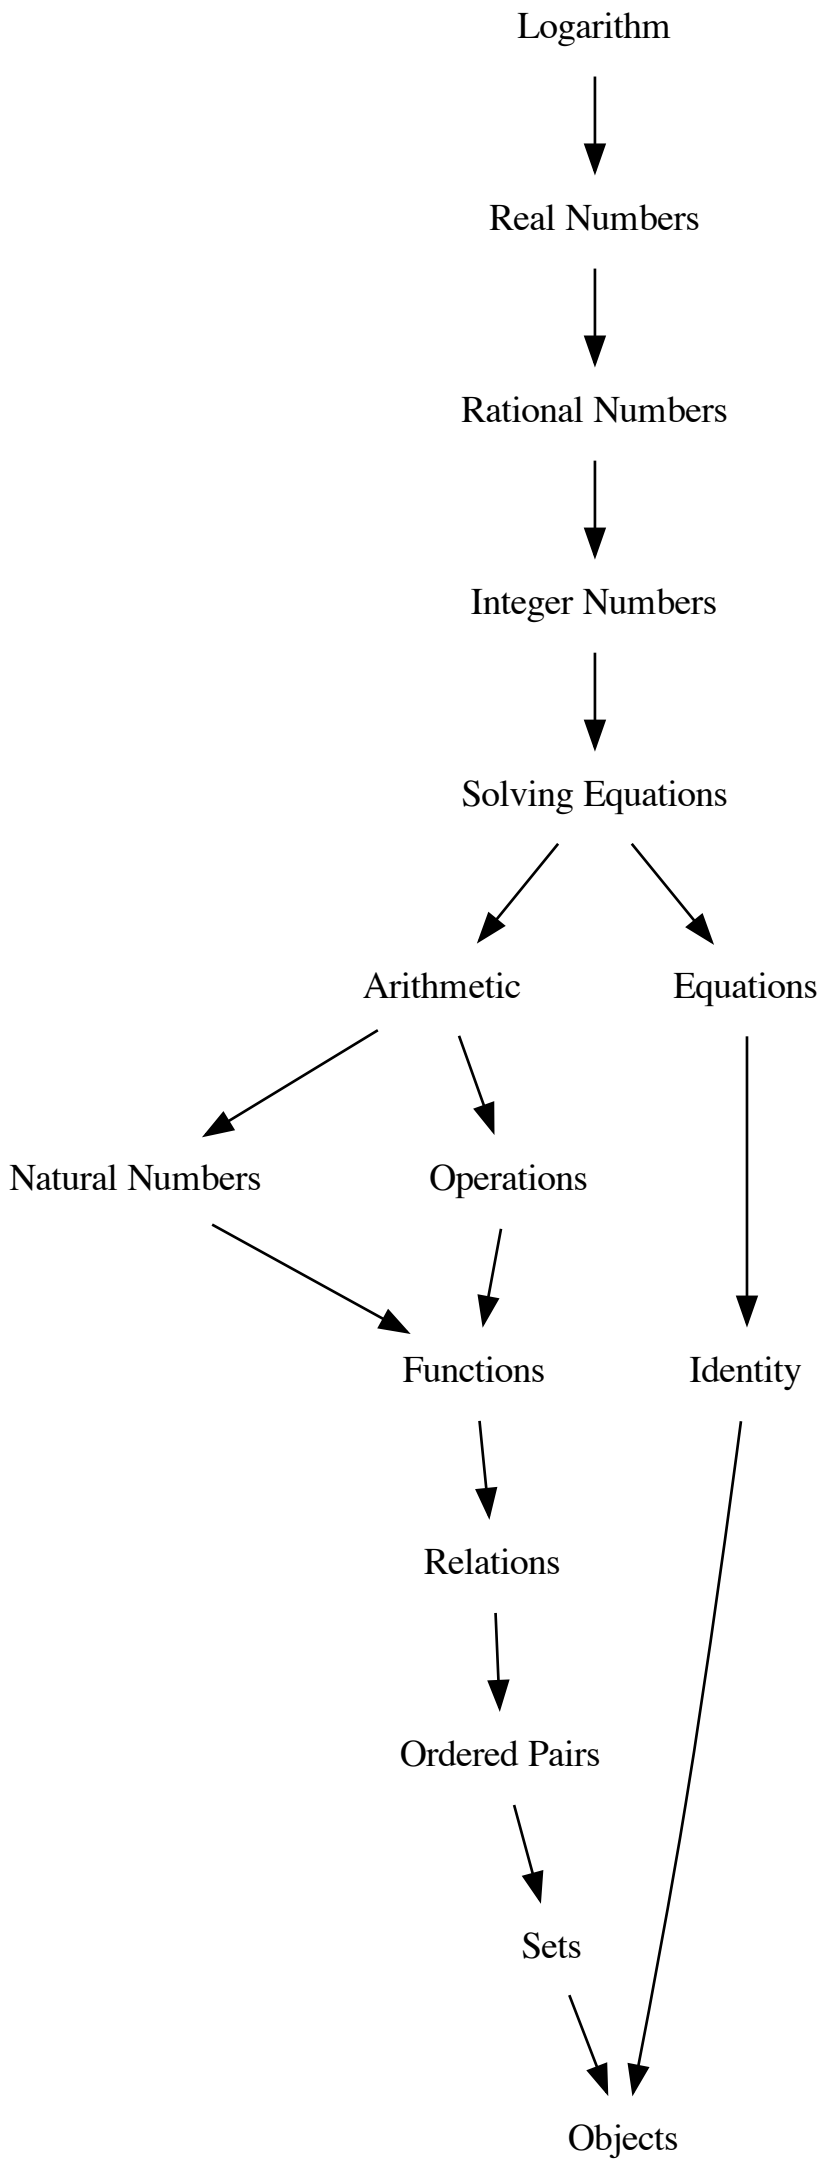 Logarithm
Real Numbers
Rational Numbers
Integer Numbers
Solving Equations
Arithmetic
Equations
Natural Numbers
Operations
Functions
Identity
Relations
Ordered Pairs
Sets
Objects